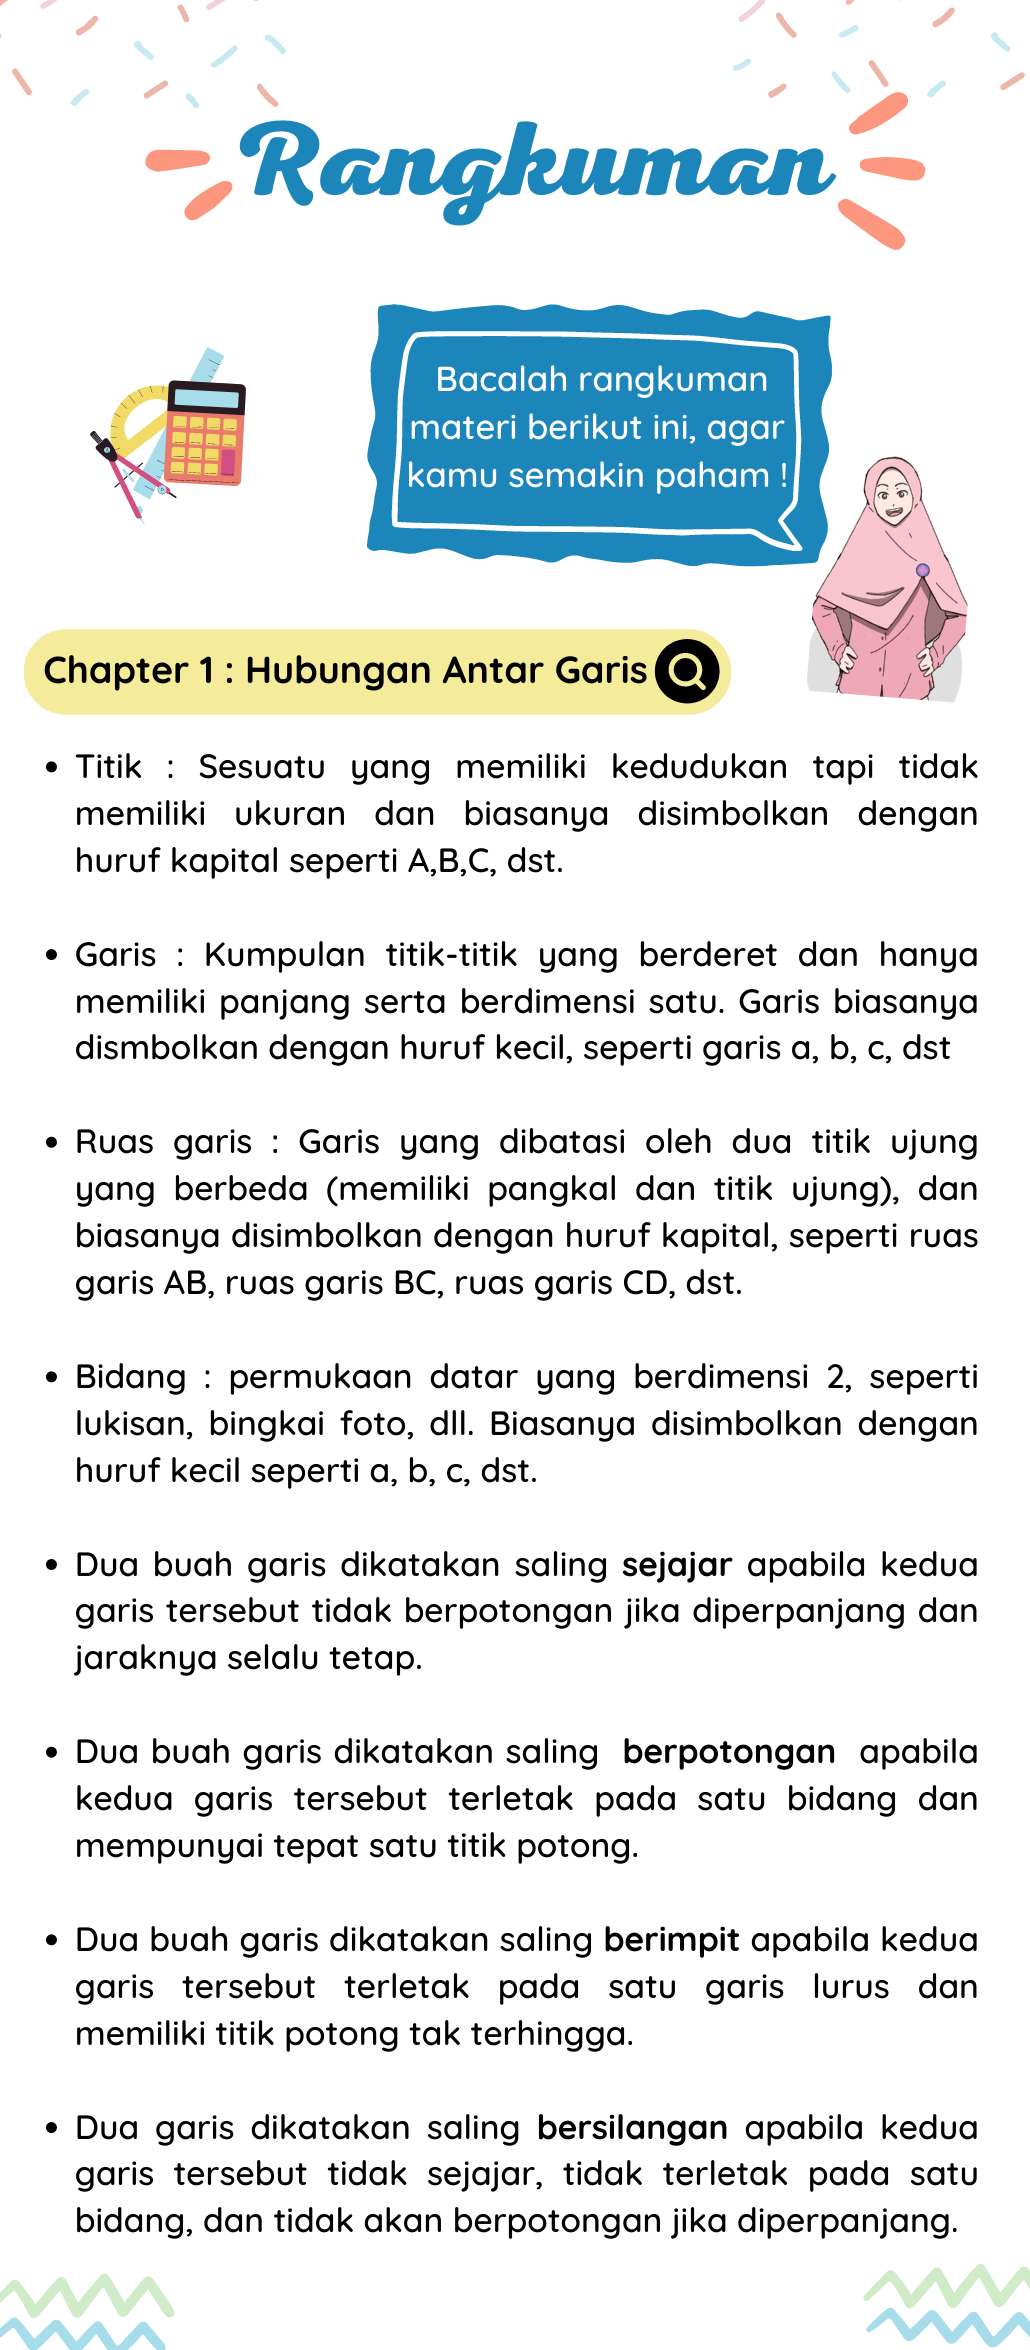 Rangkuman
Bacalah rangkuman
materi berikut ini, agar
kamu semakin paham !
Chapter 1 : Hubungan Antar Garis
• Titik : Sesuatu yang memiliki kedudukan tapi tidak
memiliki ukuran dan biasanya disimbolkan dengan
huruf kapital seperti A,B,C, dst.
• Garis : Kumpulan titik-titik yang berderet dan hanya
memiliki panjang serta berdimensi satu. Garis biasanya
dismbolkan dengan huruf kecil, seperti garis a, b, c, dst
• Ruas garis : Garis yang dibatasi oleh dua titik ujung
yang berbeda (memiliki pangkal dan titik ujung), dan
biasanya disimbolkan dengan huruf kapital, seperti ruas
garis AB, ruas garis BC, ruas garis CD, dst.
• Bidang : permukaan datar yang berdimensi 2, seperti
lukisan, bingkai foto, dll. Biasanya disimbolkan dengan
huruf kecil seperti a, b, c, dst.
• Dua buah garis dikatakan saling sejajar apabila kedua
garis tersebut tidak berpotongan jika diperpanjang dan
jaraknya selalu tetap.
• Dua buah garis dikatakan saling berpotongan apabila
kedua garis tersebut terletak pada satu bidang dan
mempunyai tepat satu titik potong.
• Dua buah garis dikatakan saling berimpit apabila kedua
garis tersebut terletak pada satu garis lurus dan
memiliki titik potong tak terhingga.
• Dua garis dikatakan saling bersilangan apabila kedua
garis tersebut tidak sejajar, tidak terletak pada satu
bidang, dan tidak akan berpotongan jika diperpanjang.